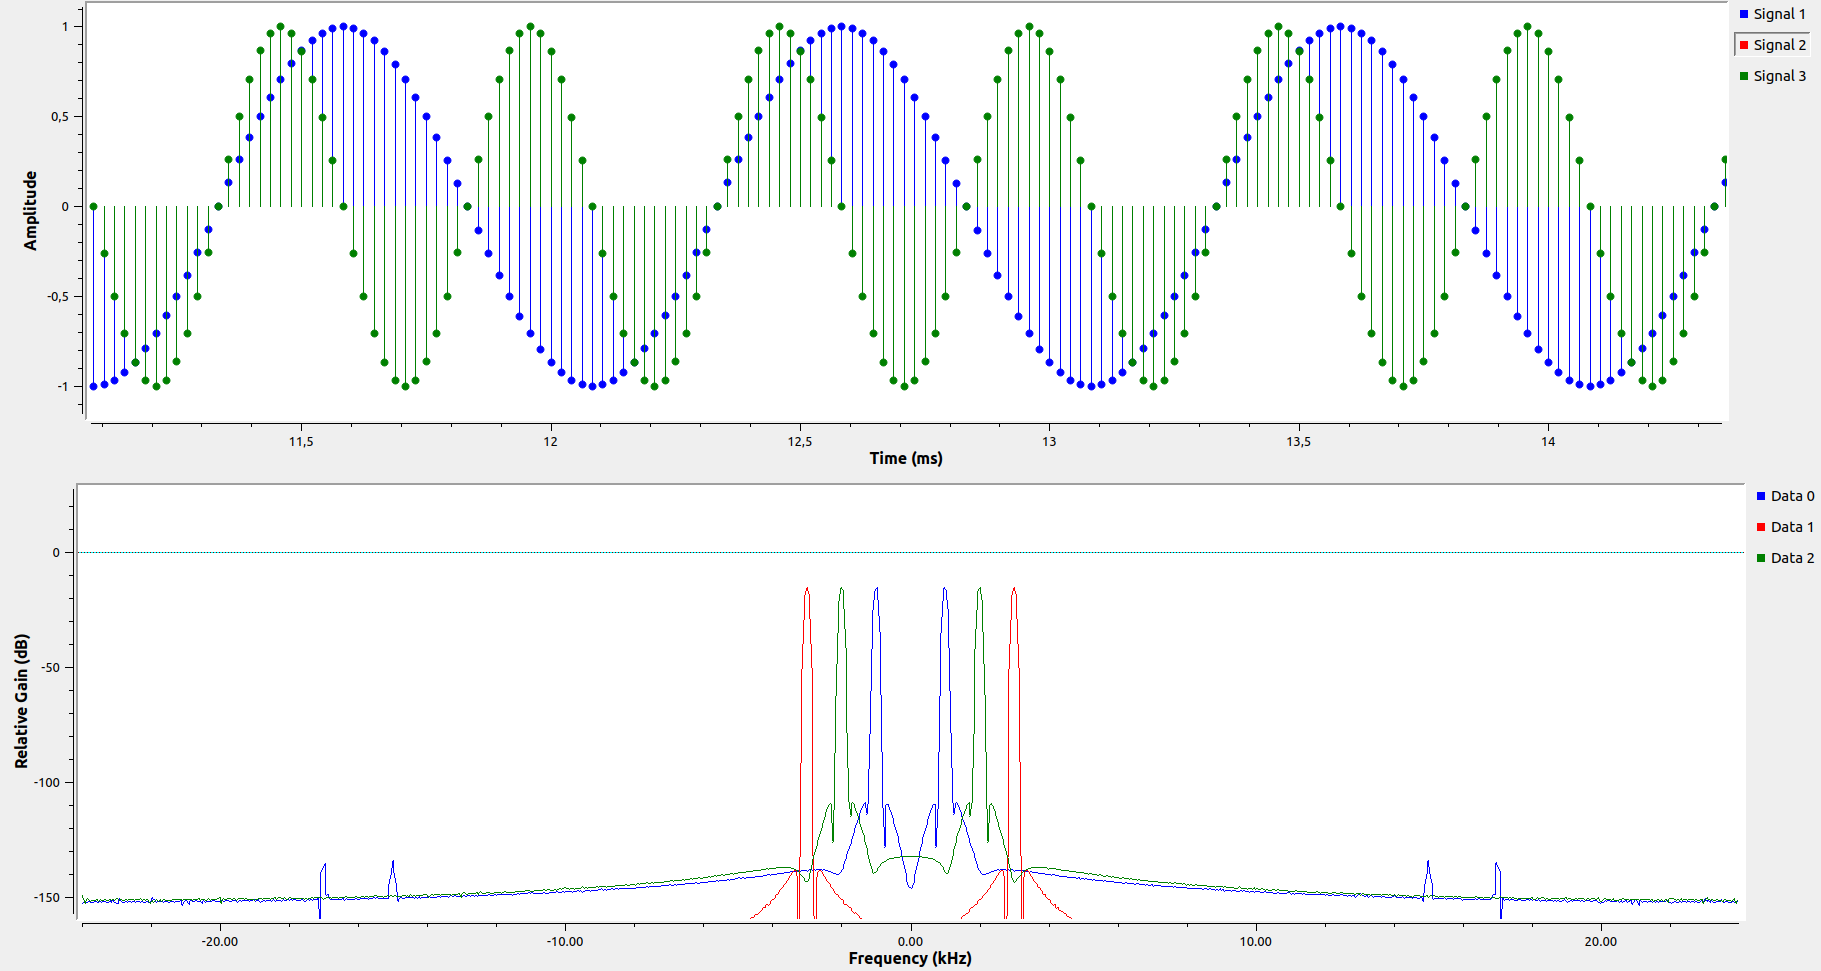 1
0,5
0
-0,5
-1
Amplitude
11,5 12 12,5 13 13,5 14
Time (ms)
Signal 1
Signal 2
Signal 3
0
-50
-100
-150
Relative Gain (dB)
-20.00 -10.00 0.00 10.00 20.00
Frequency (kHz)
Data 0
Data 1
Data 2